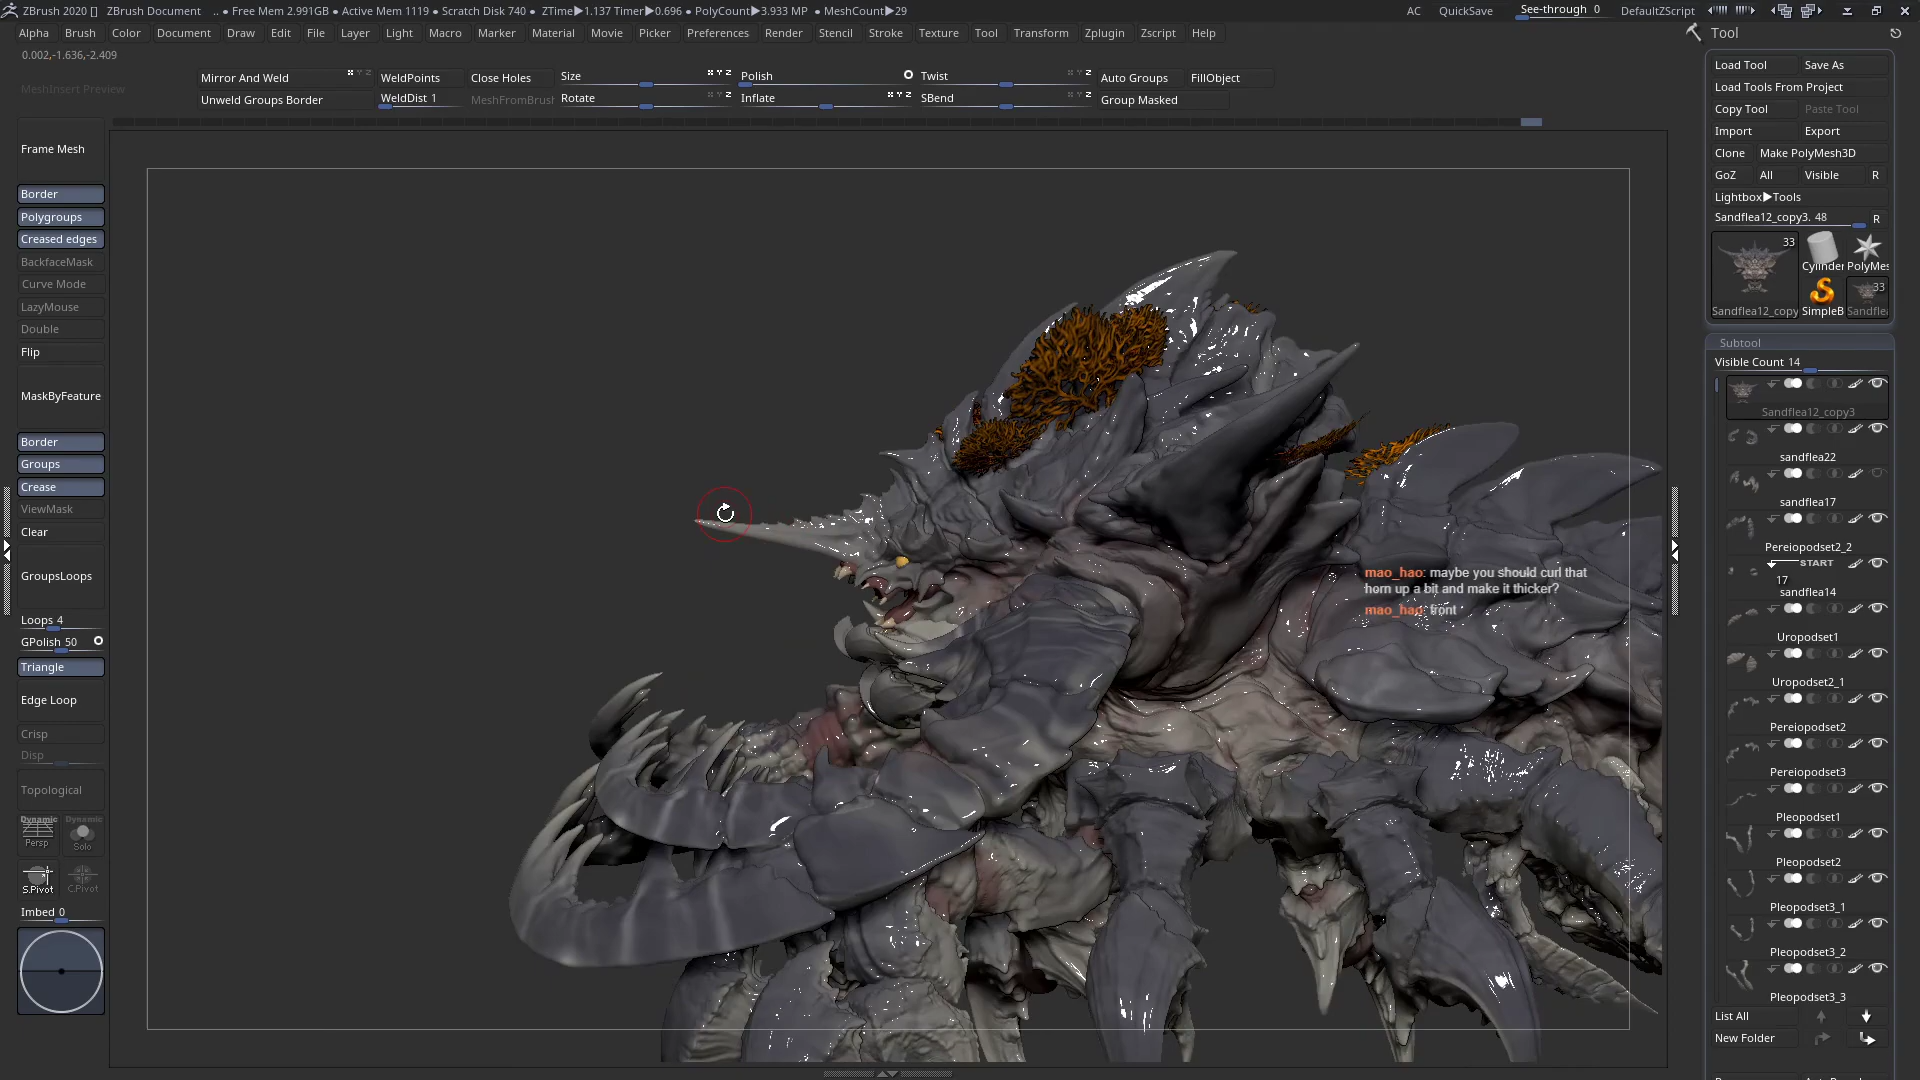 ZBrush 2020 [] ZBrush Document .. • Free Mem 2.991GB • Active Mem 1119 • Scratch Disk 740 • ZTime▶1.137 Timer▶0.696 • PolyCount▶3.933 MP • MeshCount▶29 AC QuickSave See-through 0 DefaultZScript
Alpha Brush Color Document Draw Edit File Layer Light Macro Marker Material Movie Picker Preferences Render Stencil Stroke Texture Tool Transform Zplugin Zscript Help
0.002,-1.636,-2.409
MeshInsert Preview
Mirror And Weld WeldPoints Close Holes Size Polish Twist Auto Groups FillObject
Unweld Groups Border WeldDist 1 MeshFromBrush Rotate Inflate SBend Group Masked
Frame Mesh
Border
Polygroups
Creased edges
BackfaceMask
Curve Mode
LazyMouse
Double
Flip
MaskByFeature
Border
Groups
Crease
ViewMask
Clear
GroupsLoops
Loops 4
GPolish 50
Triangle
Edge Loop
Crisp
Disp
Topological
Dynamic Dynamic
Persp Solo
S.Pivot C.Pivot
Imbed 0
mao_hao: maybe you should curl that
horn up a bit and make it thicker?
mao_hao: front
Tool
Load Tool Save As
Load Tools From Project
Copy Tool Paste Tool
Import Export
Clone Make PolyMesh3D
GoZ All Visible R
Lightbox▶Tools
Sandflea12_copy3. 48 R
33
Cylinder PolyMes
33
Sandflea12_copy SimpleB Sandflea
Subtool
Visible Count 14
Sandflea12_copy3
sandflea22
sandflea17
Pereiopodset2_2
START
17
sandflea14
Uropodset1
Uropodset2_1
Pereiopodset2
Pereiopodset3
Pleopodset1
Pleopodset2
Pleopodset3_1
Pleopodset3_2
Pleopodset3_3
List All
New Folder